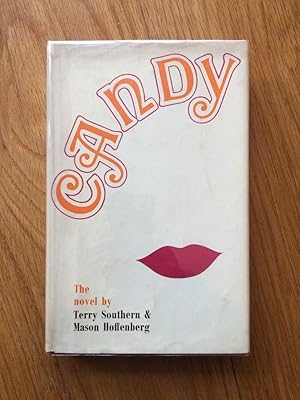 CANDY
The
novel by
Terry Southern &
Mason Hoffenberg